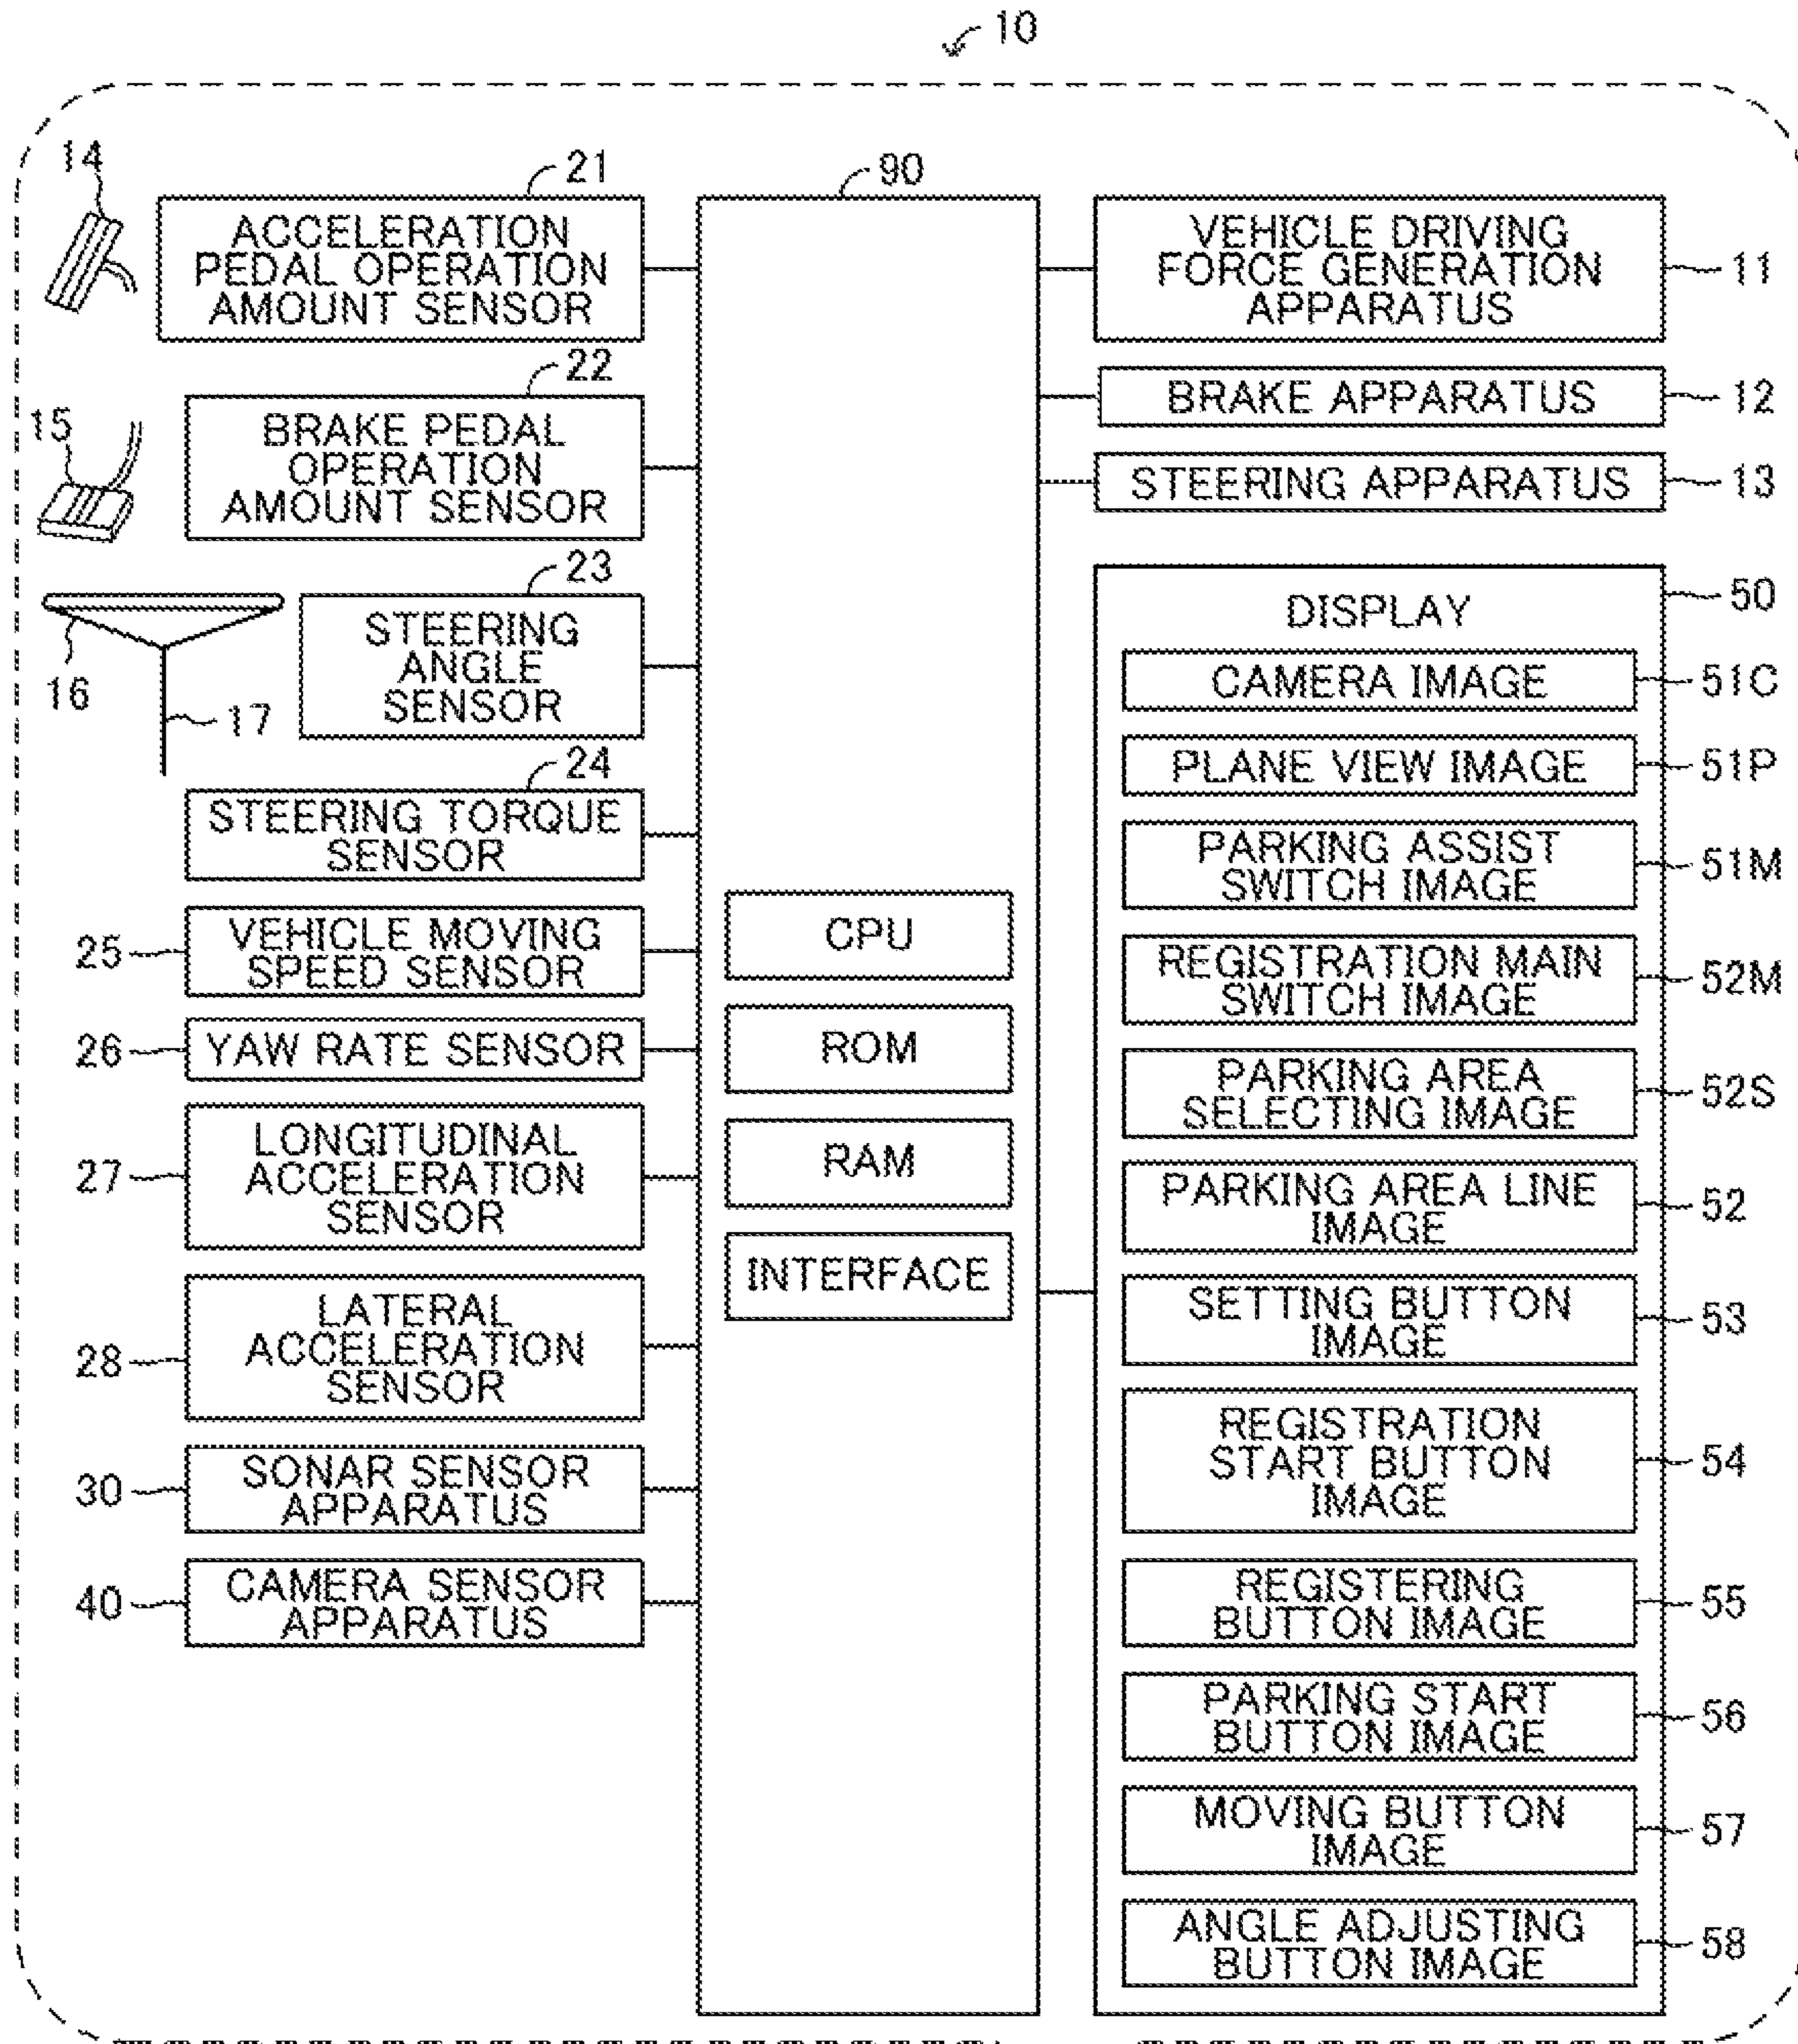 10
14
21
ACCELERATION
PEDAL OPERATION
AMOUNT SENSOR
15
22
BRAKE PEDAL
OPERATION
AMOUNT SENSOR
16
17
23
STEERING
ANGLE
SENSOR
24
STEERING TORQUE
SENSOR
25
VEHICLE MOVING
SPEED SENSOR
26
YAW RATE SENSOR
27
LONGITUDINAL
ACCELERATION
SENSOR
28
LATERAL
ACCELERATION
SENSOR
30
SONAR SENSOR
APPARATUS
40
CAMERA SENSOR
APPARATUS
90
CPU
ROM
RAM
INTERFACE
VEHICLE DRIVING
FORCE GENERATION
APPARATUS
11
BRAKE APPARATUS
12
STEERING APPARATUS
13
DISPLAY
50
CAMERA IMAGE
51C
PLANE VIEW IMAGE
51P
PARKING ASSIST
SWITCH IMAGE
51M
REGISTRATION MAIN
SWITCH IMAGE
52M
PARKING AREA
SELECTING IMAGE
52S
PARKING AREA LINE
IMAGE
52
SETTING BUTTON
IMAGE
53
REGISTRATION
START BUTTON
IMAGE
54
REGISTERING
BUTTON IMAGE
55
PARKING START
BUTTON IMAGE
56
MOVING BUTTON
IMAGE
57
ANGLE ADJUSTING
BUTTON IMAGE
58